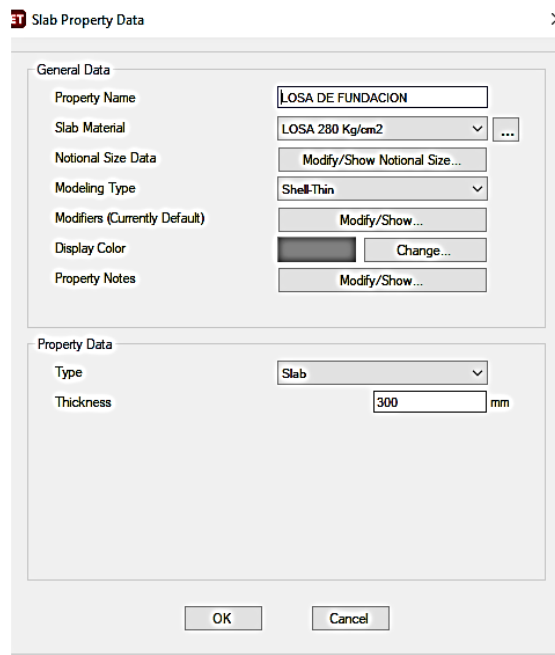 ET Slab Property Data
General Data
Property Name LOSA DE FUNDACION
Slab Material LOSA 280 Kg/cm2 ...
Notional Size Data Modify/Show Notional Size...
Modeling Type Shell-Thin
Modifiers (Currently Default) Modify/Show...
Display Color Change...
Property Notes Modify/Show...
Property Data
Type Slab
Thickness 300 mm
OK Cancel